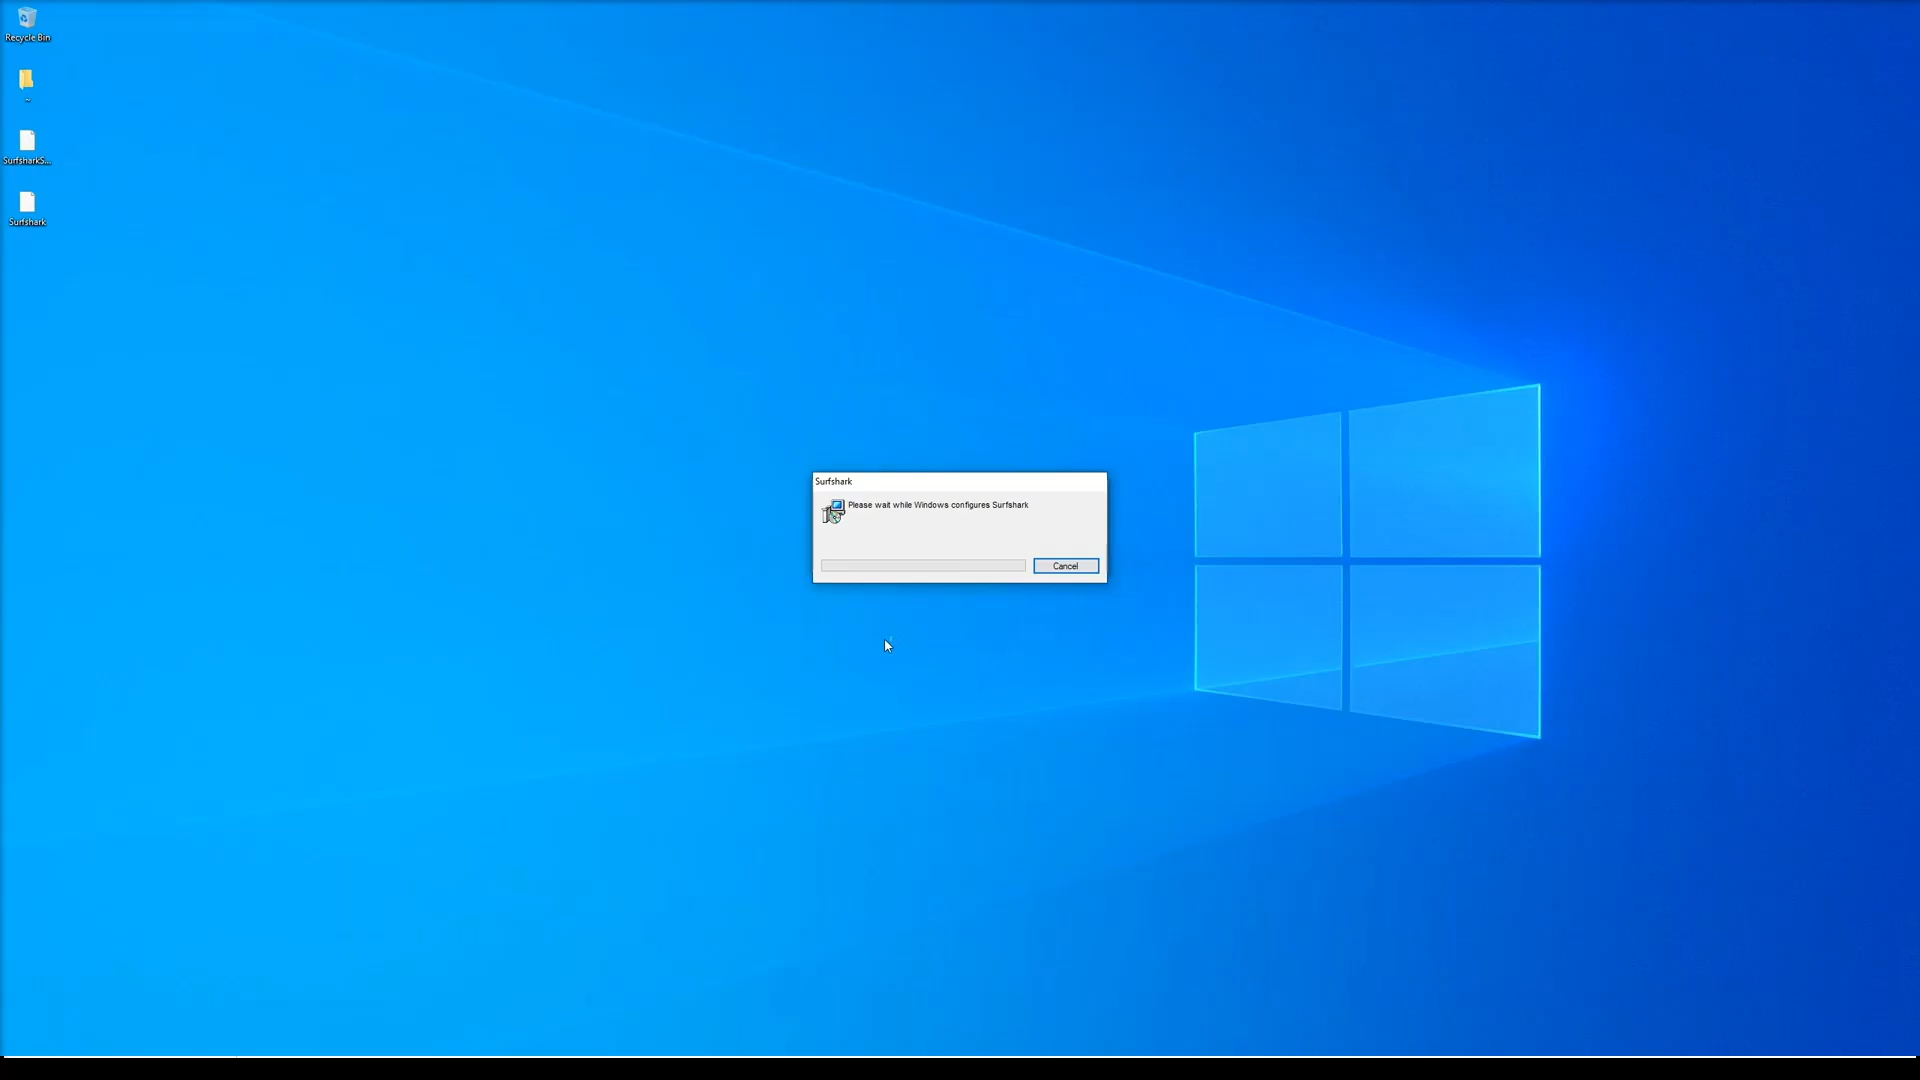 Recycle Bin
~
SurfsharkS...
Surfshark
Surfshark
Please wait while Windows configures Surfshark
Cancel